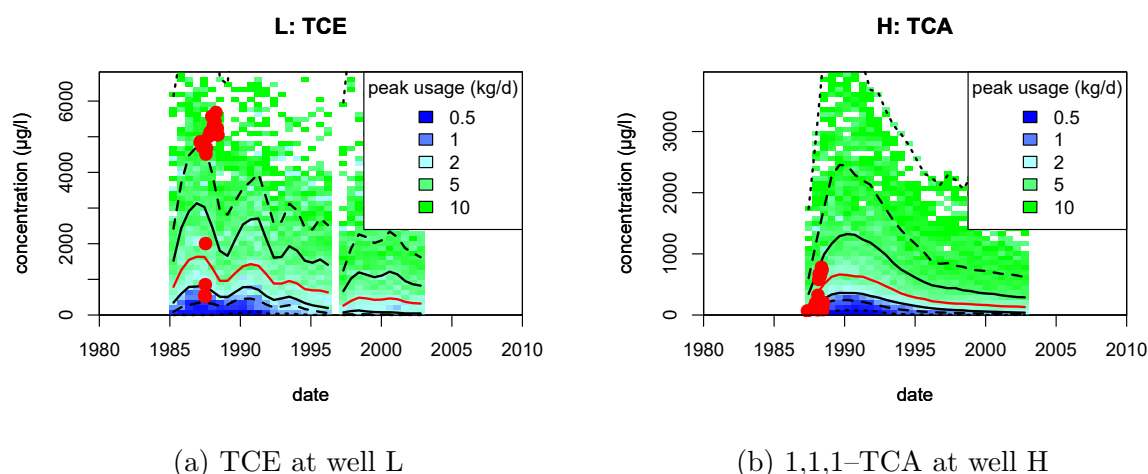 L: TCE
concentration (µg/l)
0 2000 4000 6000
peak usage (kg/d)
0.5
1
2
5
10
1980 1985 1990 1995 2000 2005 2010
date
(a) TCE at well L
H: TCA
concentration (µg/l)
0 1000 2000 3000
peak usage (kg/d)
0.5
1
2
5
10
1980 1985 1990 1995 2000 2005 2010
date
(b) 1,1,1–TCA at well H